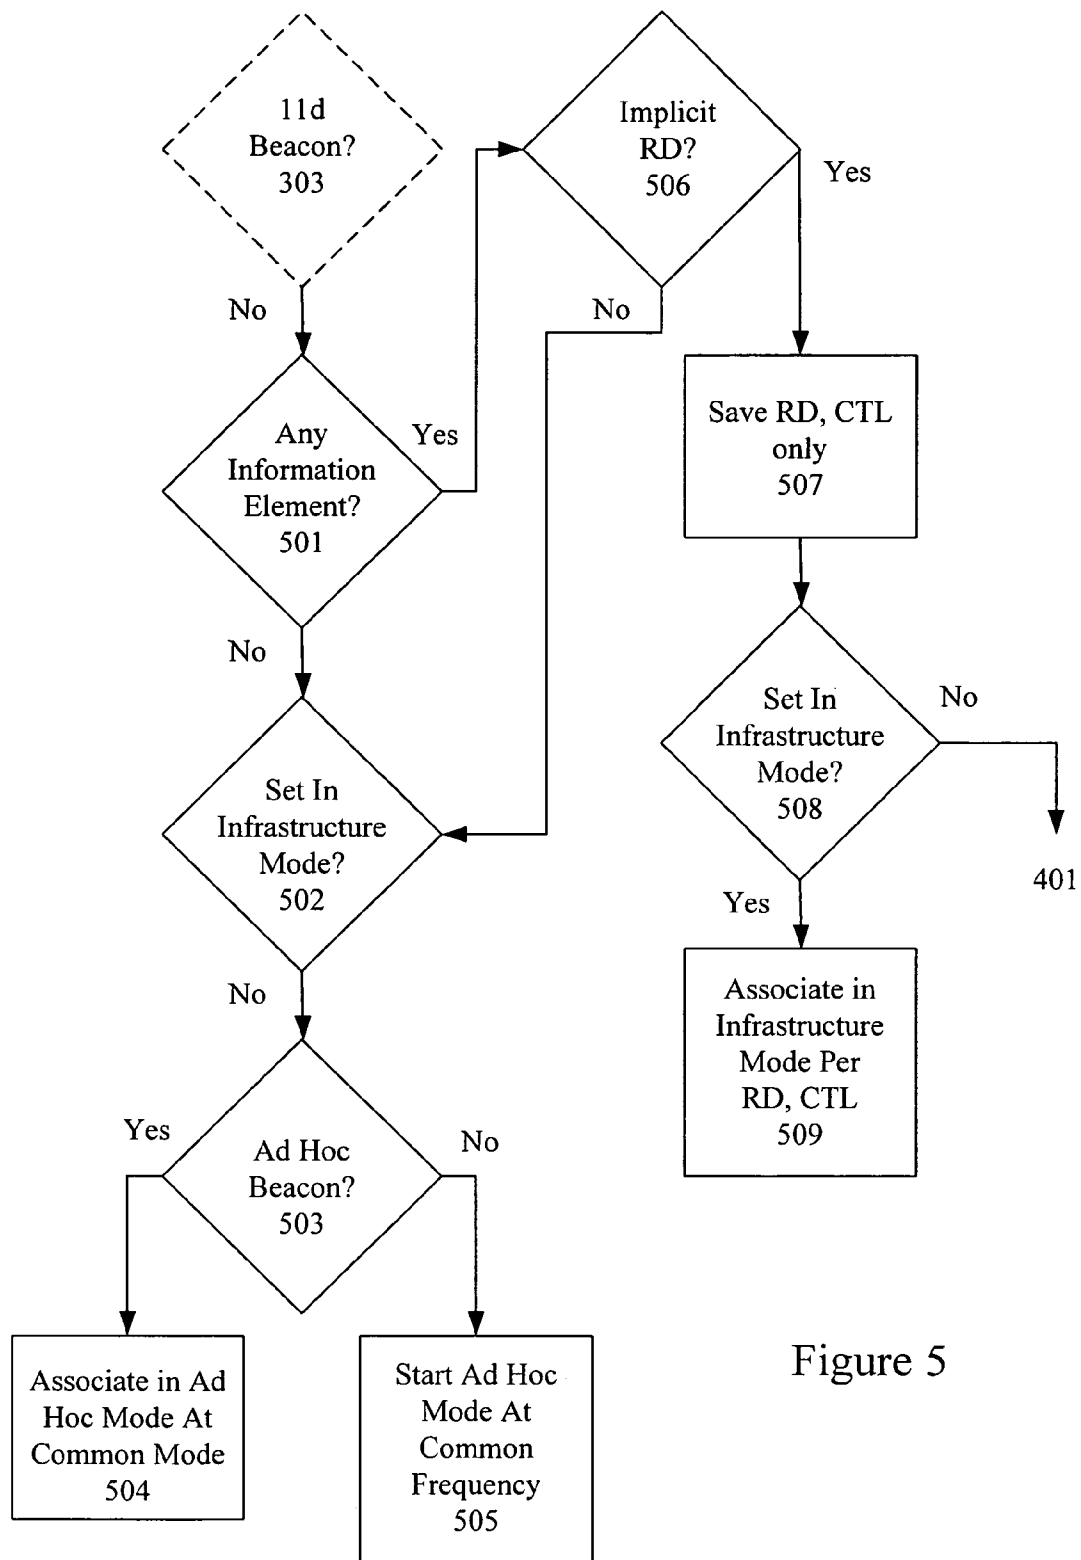 11d
Beacon?
303
No
Implicit
RD?
506
Yes
No
Any
Information
Element?
501
Yes
No
Save RD, CTL
only
507
Set In
Infrastructure
Mode?
502
No
Set In
Infrastructure
Mode?
508
No
401
Yes
Associate in
Infrastructure
Mode Per
RD, CTL
509
Ad Hoc
Beacon?
503
Yes
No
Associate in Ad
Hoc Mode At
Common Mode
504
Start Ad Hoc
Mode At
Common
Frequency
505
Figure 5